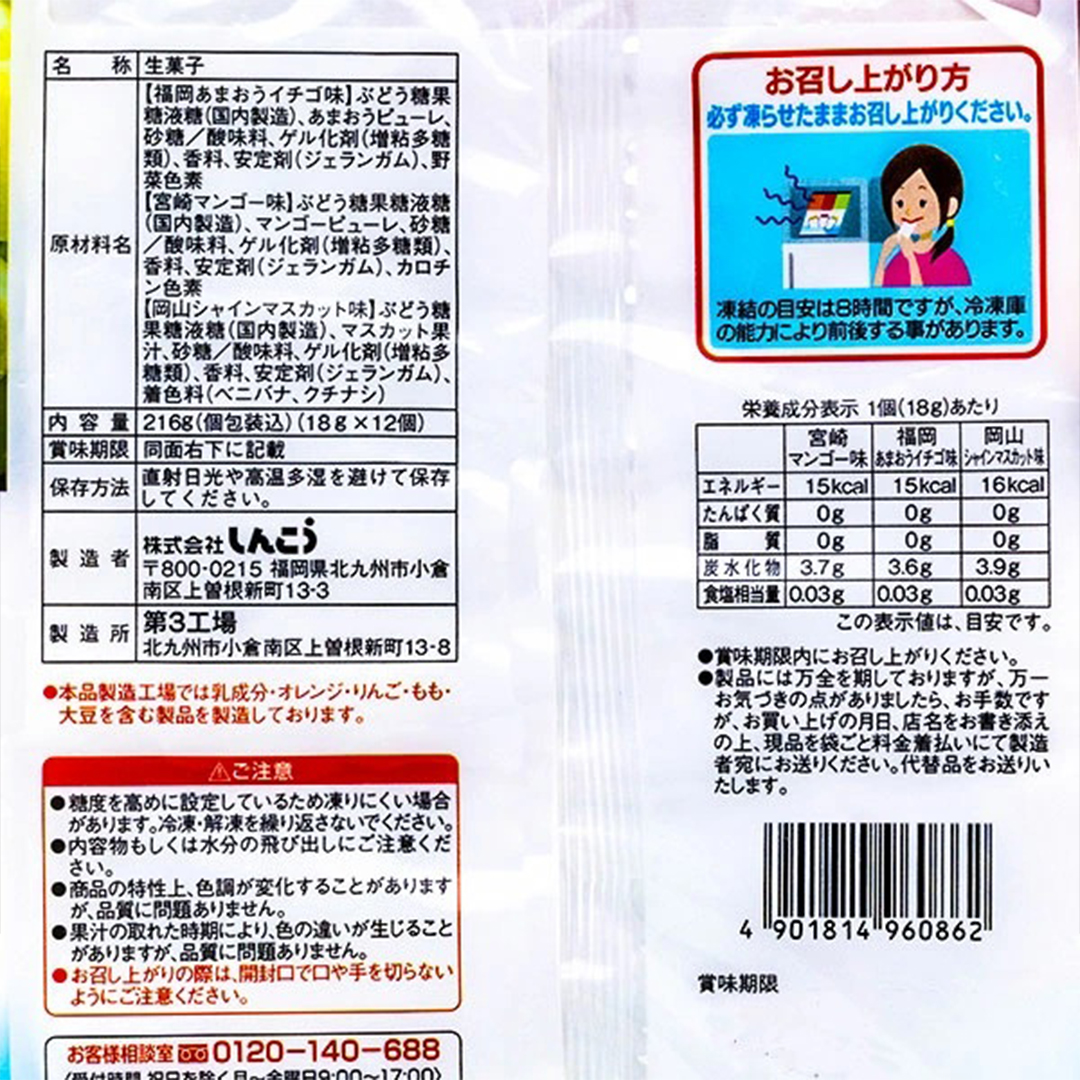 名　称 生菓子
原材料名
【福岡あまおうイチゴ味】ぶどう糖果
糖液糖(国内製造)、あまおうピューレ、
砂糖／酸味料、ゲル化剤(増粘多糖
類)、香料、安定剤(ジェランガム)、野
菜色素
【宮崎マンゴー味】ぶどう糖果糖液糖
(国内製造)、マンゴーピューレ、砂糖
／酸味料、ゲル化剤(増粘多糖類)、
香料、安定剤(ジェランガム)、カロチ
ン色素
【岡山シャインマスカット味】ぶどう糖
果糖液糖(国内製造)、マスカット果
汁、砂糖／酸味料、ゲル化剤(増粘多
糖類)、香料、安定剤(ジェランガム)、
着色料(ベニバナ、クチナシ)
内容量 216g(個包装込)(18g×12個)
賞味期限 同面右下に記載
保存方法 直射日光や高温多湿を避けて保存
してください。
製造者 株式会社しんこう
〒800-0215 福岡県北九州市小倉
南区上曽根新町13-3
製造所 第3工場
北九州市小倉南区上曽根新町13-8
●本品製造工場では乳成分・オレンジ・りんご・もも・
大豆を含む製品を製造しております。
⚠ご注意
●糖度を高めに設定しているため凍りにくい場合
があります。冷凍・解凍を繰り返さないでください。
●内容物もしくは水分の飛び出しにご注意くだ
さい。
●商品の特性上、色調が変化することがあります
が、品質に問題ありません。
●果汁の取れた時期により、色の違いが生じること
がありますが、品質に問題ありません。
●お召し上がりの際は、開封口で口や手を切らない
ようにご注意ください。
お客様相談室 0120-140-688
〈受付時間 祝日を除く月～金曜日9:00～17:00〉
お召し上がり方
必ず凍らせたままお召し上がりください。
凍結の目安は8時間ですが、冷凍庫
の能力により前後する事があります。
栄養成分表示 1個(18g)あたり
宮崎 福岡 岡山
マンゴー味 あまおうイチゴ味 シャインマスカット味
エネルギー 15kcal 15kcal 16kcal
たんぱく質 0g 0g 0g
脂　質 0g 0g 0g
炭水化物 3.7g 3.6g 3.9g
食塩相当量 0.03g 0.03g 0.03g
この表示値は、目安です。
●賞味期限内にお召し上がりください。
●製品には万全を期しておりますが、万一
お気づきの点がありましたら、お手数です
が、お買い上げの月日、店名をお書き添え
の上、現品を袋ごと料金着払いにて製造
者宛にお送りください。代替品をお送りい
たします。
4 901814 960862
賞味期限